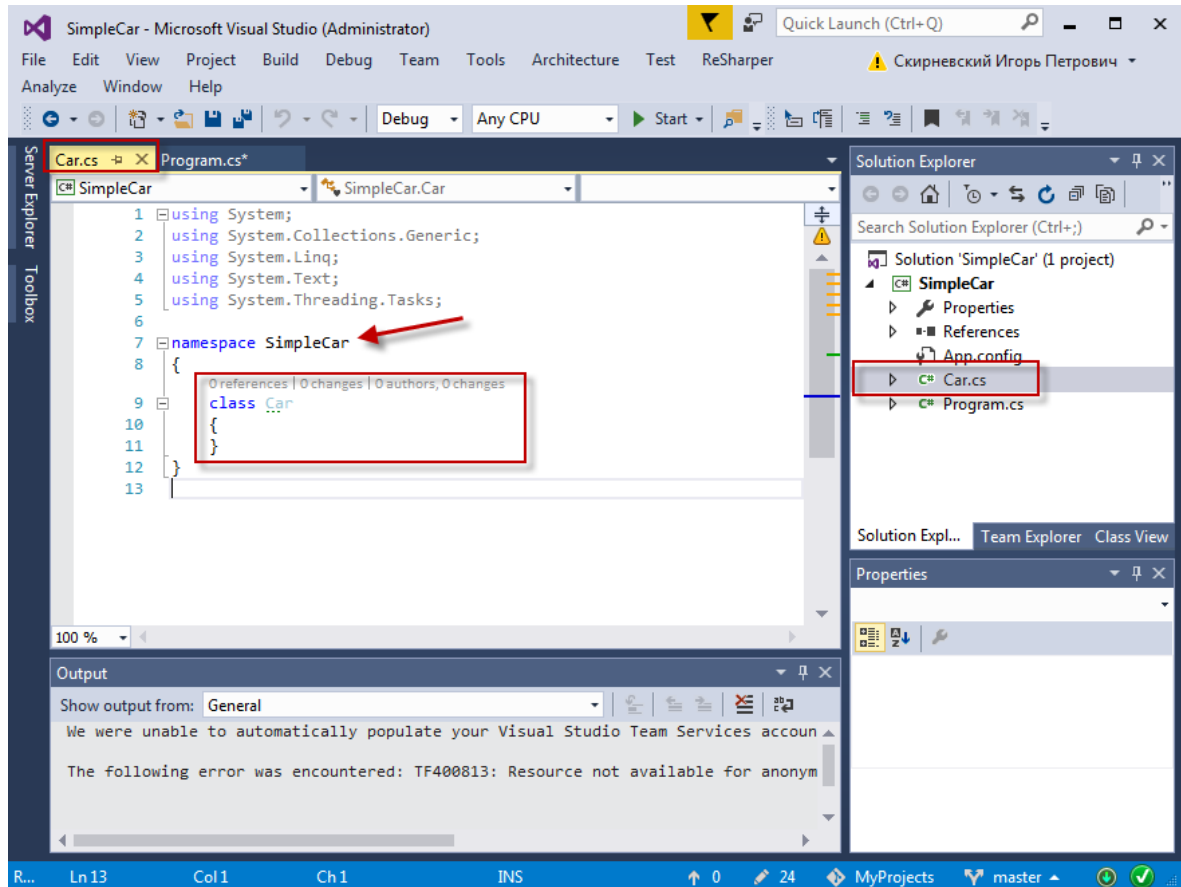 SimpleCar - Microsoft Visual Studio (Administrator)
Quick Launch (Ctrl+Q)
File Edit View Project Build Debug Team Tools Architecture Test ReSharper
Скирневский Игорь Петрович
Analyze Window Help
Debug Any CPU Start
Server Explorer
Toolbox
Car.cs Program.cs*
SimpleCar SimpleCar.Car
1 using System;
2 using System.Collections.Generic;
3 using System.Linq;
4 using System.Text;
5 using System.Threading.Tasks;
6
7 namespace SimpleCar
8 {
0 references | 0 changes | 0 authors, 0 changes
9 class Car
10 {
11 }
12 }
13
100 %
Solution Explorer
Search Solution Explorer (Ctrl+;)
Solution 'SimpleCar' (1 project)
C# SimpleCar
Properties
References
App.config
C# Car.cs
C# Program.cs
Solution Expl... Team Explorer Class View
Properties
Output
Show output from: General
We were unable to automatically populate your Visual Studio Team Services accoun
The following error was encountered: TF400813: Resource not available for anonym
R... Ln 13 Col 1 Ch 1 INS 0 24 MyProjects master